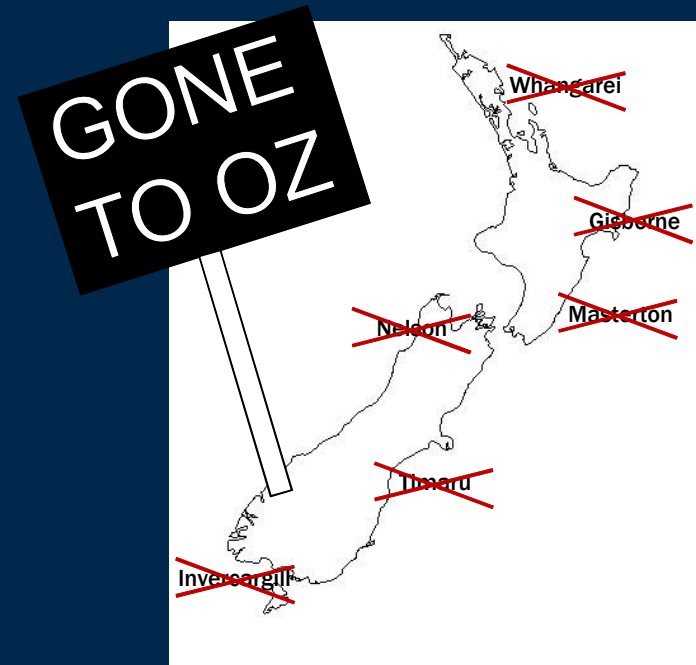 GONE
TO OZ
Whangarei
Gisborne
Masterton
Nelson
Timaru
Invercargill